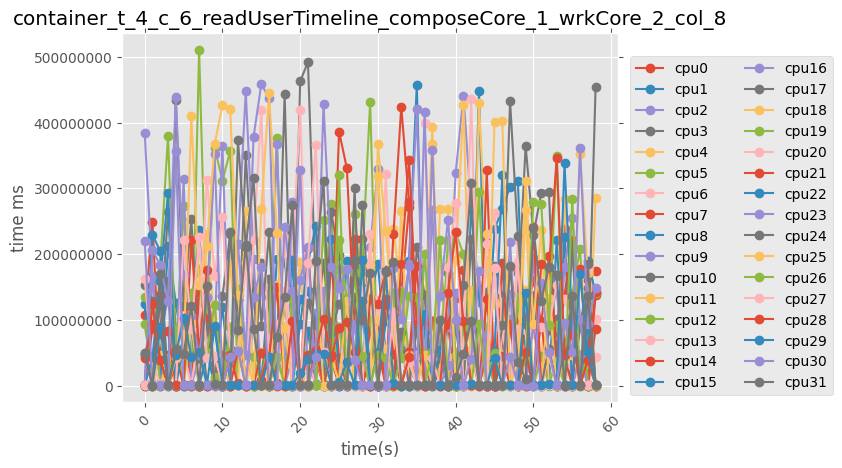 container_t_4_c_6_readUserTimeline_composeCore_1_wrkCore_2_col_8
500000000
400000000
300000000
200000000
100000000
0
time ms
0 10 20 30 40 50 60
time(s)
cpu0 cpu16
cpu1 cpu17
cpu2 cpu18
cpu3 cpu19
cpu4 cpu20
cpu5 cpu21
cpu6 cpu22
cpu7 cpu23
cpu8 cpu24
cpu9 cpu25
cpu10 cpu26
cpu11 cpu27
cpu12 cpu28
cpu13 cpu29
cpu14 cpu30
cpu15 cpu31